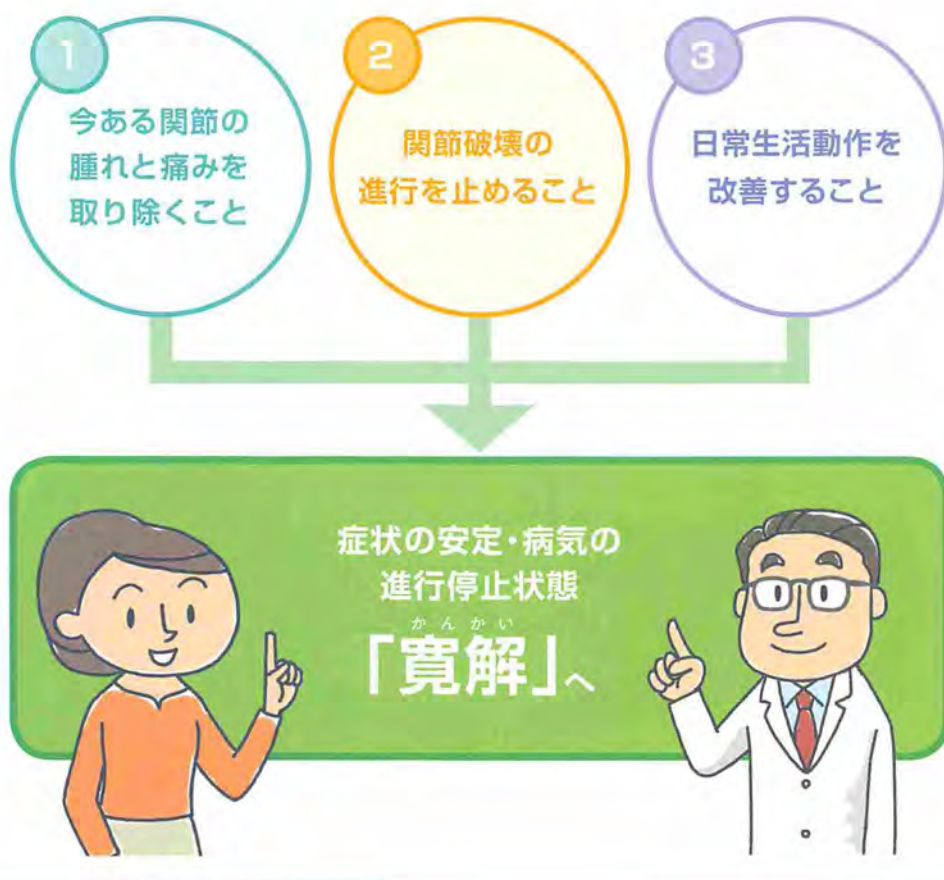 1
今ある関節の
腫れと痛みを
取り除くこと
2
関節破壊の
進行を止めること
3
日常生活動作を
改善すること
症状の安定・病気の
進行停止状態
かんかい
「寛解」へ